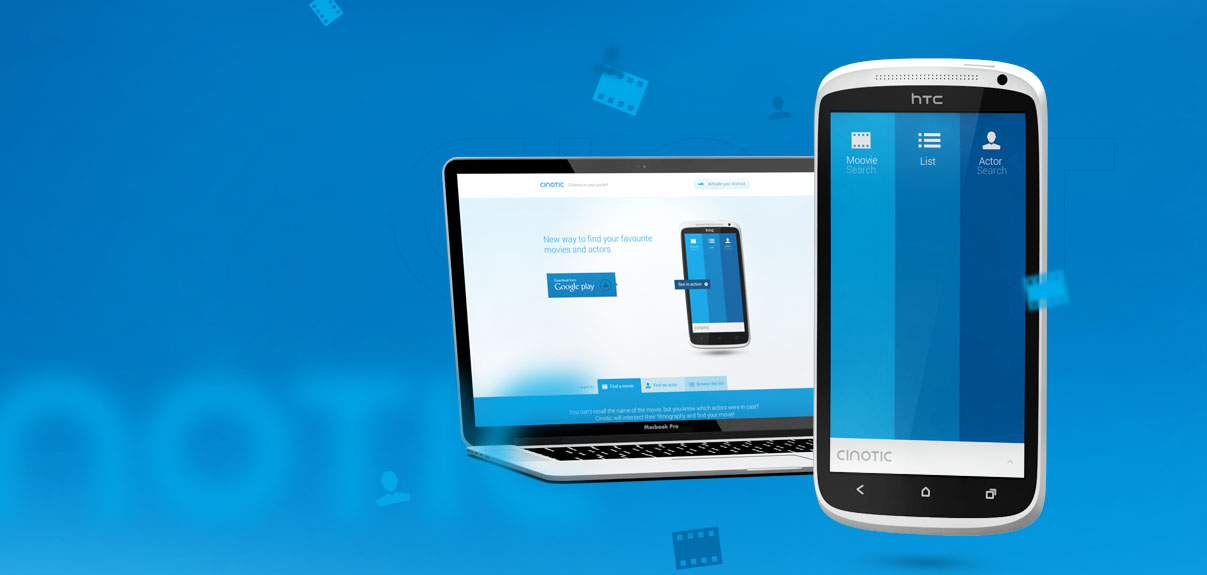 CINOTIC
Cinema in your pocket
Activate your Android
New way to find your favourite
movies and actors
Download from
Google play
hTC
See in action
CINOTIC
Find a movie
Find an actor
Browse the list
You can't recall the name of the movie, but you know which actors were in cast?
Cinotic will intersect their filmography and find your movie!
Macbook Pro
hTC
Moovie
Search
List
Actor
Search
CINOTIC